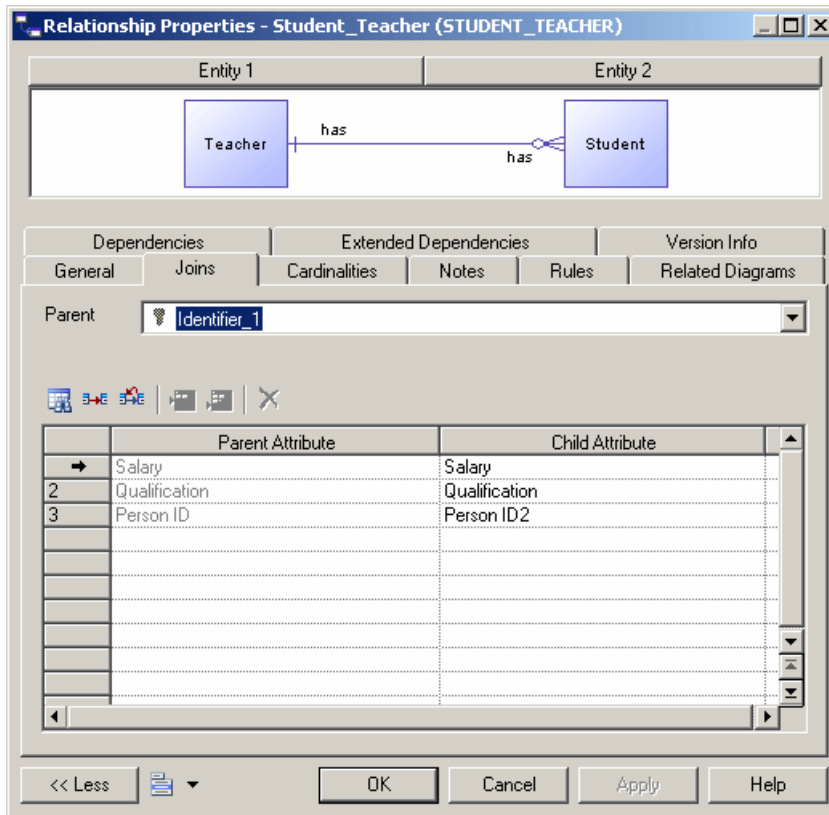 Relationship Properties - Student_Teacher (STUDENT_TEACHER)
Entity 1 Entity 2
has
Teacher Student
has
Dependencies Extended Dependencies Version Info
General Joins Cardinalities Notes Rules Related Diagrams
Parent Identifier_1
Parent Attribute Child Attribute
Salary Salary
2 Qualification Qualification
3 Person ID Person ID2
<< Less OK Cancel Apply Help